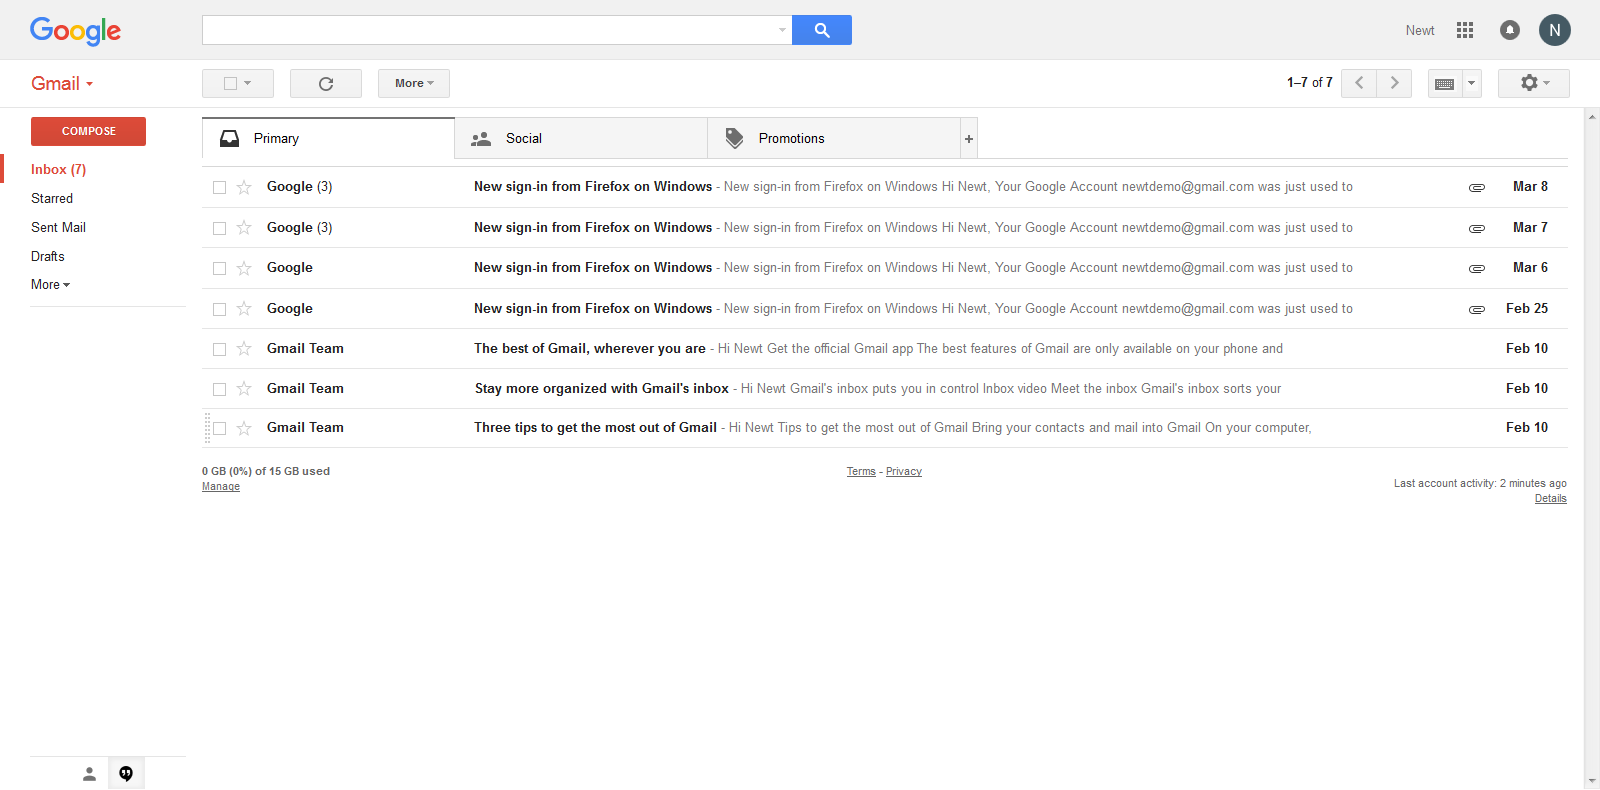 Google
Newt
N
Gmail
More
1–7 of 7
COMPOSE
Inbox (7)
Starred
Sent Mail
Drafts
More
Primary
Social
Promotions
+
Google (3) New sign-in from Firefox on Windows - New sign-in from Firefox on Windows Hi Newt, Your Google Account newtdemo@gmail.com was just used to Mar 8
Google (3) New sign-in from Firefox on Windows - New sign-in from Firefox on Windows Hi Newt, Your Google Account newtdemo@gmail.com was just used to Mar 7
Google New sign-in from Firefox on Windows - New sign-in from Firefox on Windows Hi Newt, Your Google Account newtdemo@gmail.com was just used to Mar 6
Google New sign-in from Firefox on Windows - New sign-in from Firefox on Windows Hi Newt, Your Google Account newtdemo@gmail.com was just used to Feb 25
Gmail Team The best of Gmail, wherever you are - Hi Newt Get the official Gmail app The best features of Gmail are only available on your phone and Feb 10
Gmail Team Stay more organized with Gmail's inbox - Hi Newt Gmail's inbox puts you in control Inbox video Meet the inbox Gmail's inbox sorts your Feb 10
Gmail Team Three tips to get the most out of Gmail - Hi Newt Tips to get the most out of Gmail Bring your contacts and mail into Gmail On your computer, Feb 10
0 GB (0%) of 15 GB used
Manage
Terms - Privacy
Last account activity: 2 minutes ago
Details